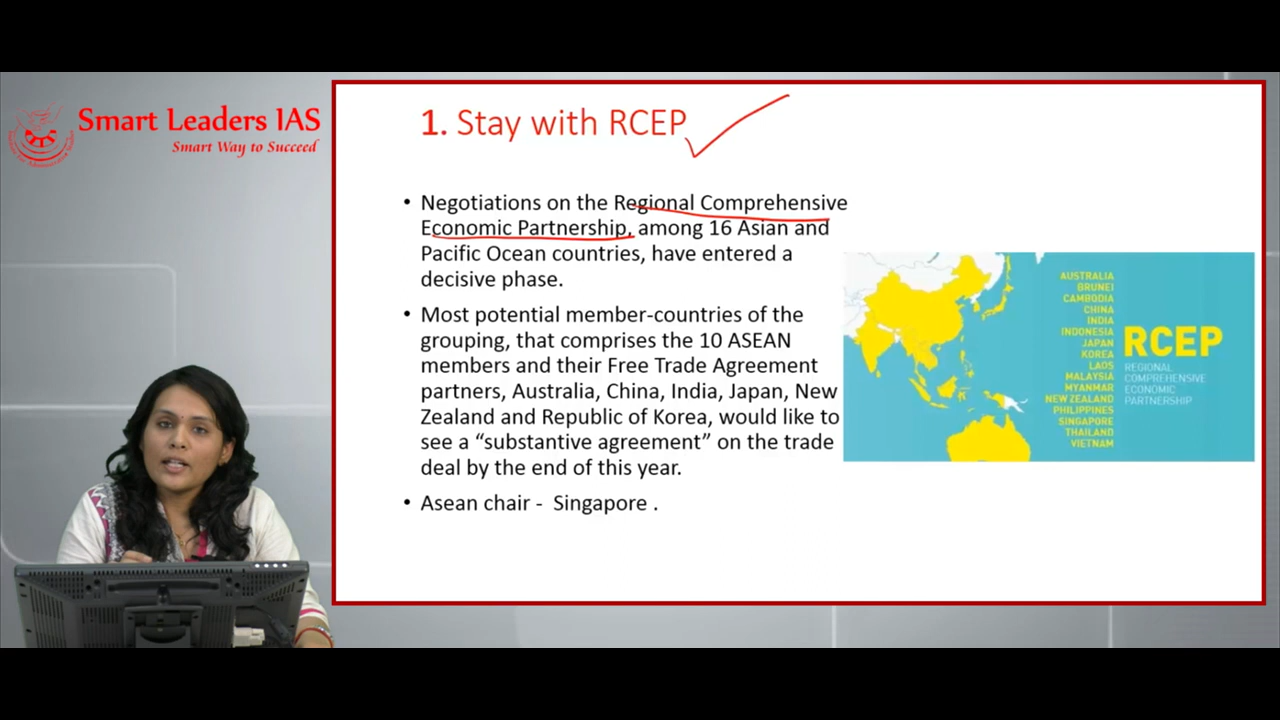 Smart Leaders IAS
Smart Way to Succeed
1. Stay with RCEP
• Negotiations on the Regional Comprehensive
Economic Partnership, among 16 Asian and
Pacific Ocean countries, have entered a
decisive phase.
• Most potential member-countries of the
grouping, that comprises the 10 ASEAN
members and their Free Trade Agreement
partners, Australia, China, India, Japan, New
Zealand and Republic of Korea, would like to
see a “substantive agreement” on the trade
deal by the end of this year.
• Asean chair - Singapore .
AUSTRALIA
BRUNEI
CAMBODIA
CHINA
INDIA
INDONESIA
JAPAN
KOREA
LAOS
MALAYSIA
MYANMAR
NEW ZEALAND
PHILIPPINES
SINGAPORE
THAILAND
VIETNAM
RCEP
REGIONAL
COMPREHENSIVE
ECONOMIC
PARTNERSHIP